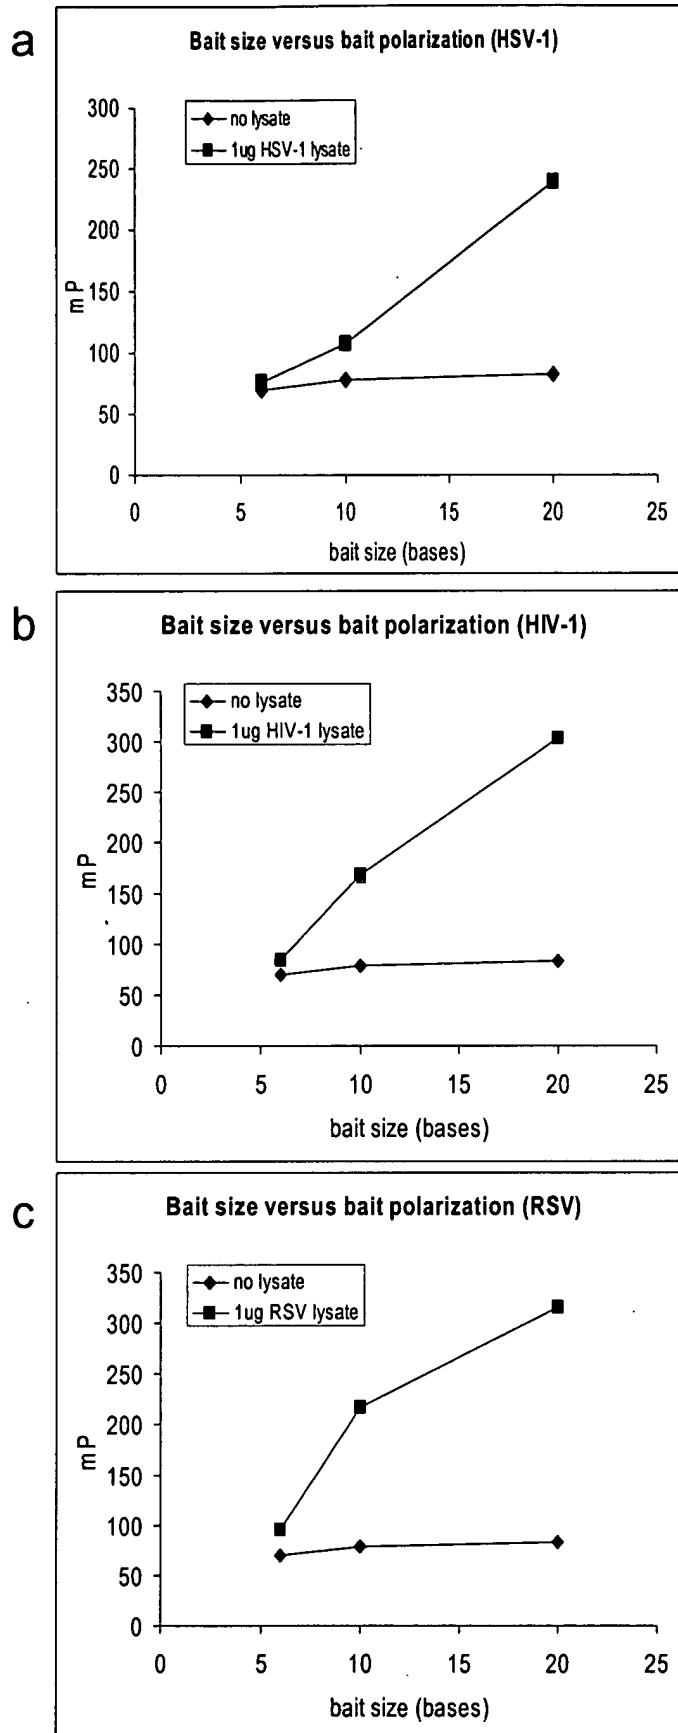 a
Bait size versus bait polarization (HSV-1)
no lysate
1ug HSV-1 lysate
300
250
200
150
100
50
0
mP
0 5 10 15 20 25
bait size (bases)
b
Bait size versus bait polarization (HIV-1)
no lysate
1ug HIV-1 lysate
350
300
250
200
150
100
50
0
mP
0 5 10 15 20 25
bait size (bases)
c
Bait size versus bait polarization (RSV)
no lysate
1ug RSV lysate
350
300
250
200
150
100
50
0
mP
0 5 10 15 20 25
bait size (bases)